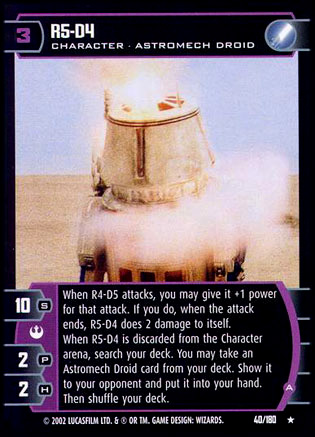 3
R5-D4
CHARACTER · ASTROMECH DROID
10 S
2 P
2 H
When R4-D5 attacks, you may give it +1 power
for that attack. If you do, when the attack
ends, R5-D4 does 2 damage to itself.
When R5-D4 is discarded from the Character
arena, search your deck. You may take an
Astromech Droid card from your deck. Show it
to your opponent and put it into your hand.
Then shuffle your deck.
A
© 2002 LUCASFILM LTD. & ® OR TM. GAME DESIGN: WIZARDS.
40/180 ★